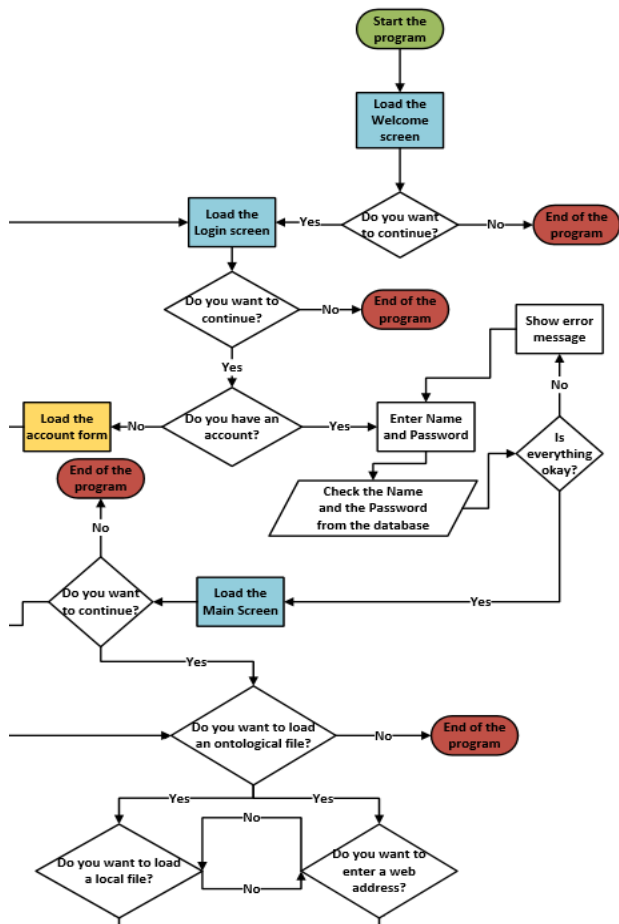 Start the
program
Load the
Welcome
screen
Do you want
to continue?
Yes
No
End of the
program
Load the
Login screen
Do you want to
continue?
No
End of the
program
Yes
Show error
message
No
Load the
account form
No
Do you have an
account?
Yes
Enter Name
and Password
Is
everything
okay?
Check the Name
and the Password
from the database
End of the
program
No
Do you want
to continue?
Load the
Main Screen
Yes
Yes
Do you want to load
an ontological file?
No
End of the
program
Yes
Yes
No
Do you want to load
a local file?
No
Do you want to
enter a web
address?